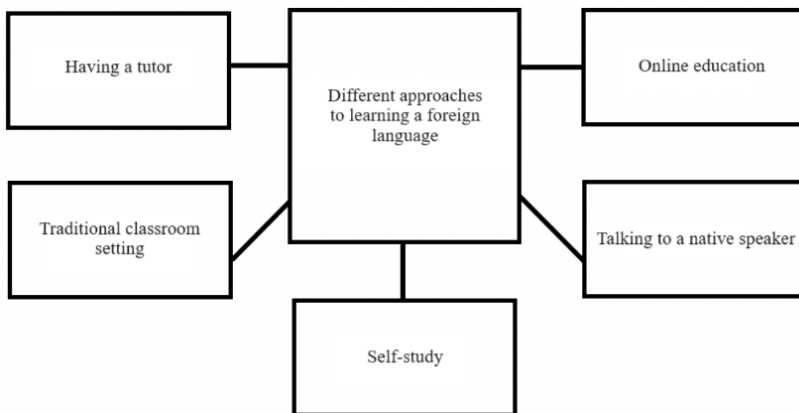 Having a tutor
Different approaches
to learning a foreign
language
Online education
Traditional classroom
setting
Talking to a native speaker
Self-study